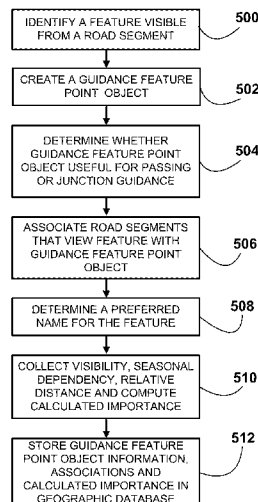 IDENTIFY A FEATURE VISIBLE
FROM A ROAD SEGMENT
500
CREATE A GUIDANCE FEATURE
POINT OBJECT
502
DETERMINE WHETHER
GUIDANCE FEATURE POINT
OBJECT USEFUL FOR PASSING
OR JUNCTION GUIDANCE
504
ASSOCIATE ROAD SEGMENTS
THAT VIEW FEATURE WITH
GUIDANCE FEATURE POINT
OBJECT
506
DETERMINE A PREFERRED
NAME FOR THE FEATURE
508
COLLECT VISIBILITY, SEASONAL
DEPENDENCY, RELATIVE
DISTANCE AND COMPUTE
CALCULATED IMPORTANCE
510
STORE GUIDANCE FEATURE
POINT OBJECT INFORMATION,
ASSOCIATIONS AND
CALCULATED IMPORTANCE IN
GEOGRAPHIC DATABASE
512